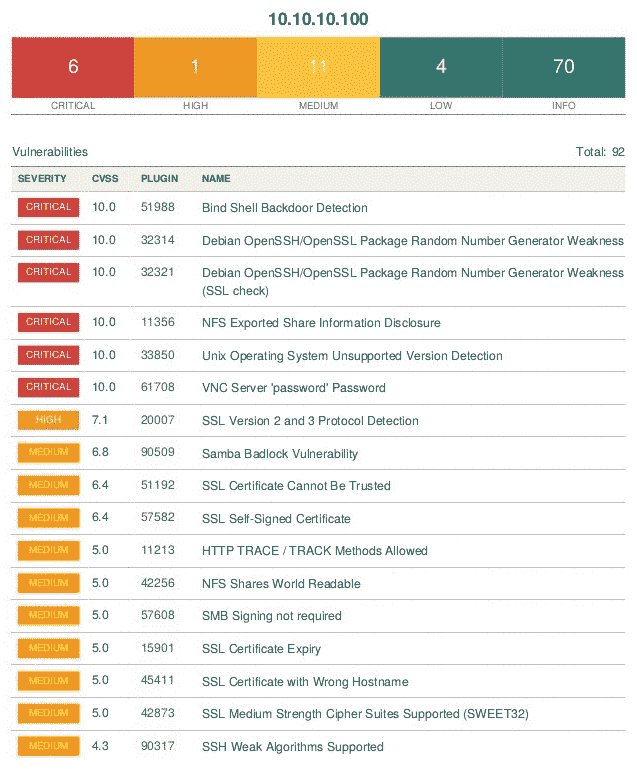 10.10.10.100
6 1 11 4 70
CRITICAL HIGH MEDIUM LOW INFO
Vulnerabilities Total: 92
SEVERITY CVSS PLUGIN NAME
CRITICAL 10.0 51988 Bind Shell Backdoor Detection
CRITICAL 10.0 32314 Debian OpenSSH/OpenSSL Package Random Number Generator Weakness
CRITICAL 10.0 32321 Debian OpenSSH/OpenSSL Package Random Number Generator Weakness
(SSL check)
CRITICAL 10.0 11356 NFS Exported Share Information Disclosure
CRITICAL 10.0 33850 Unix Operating System Unsupported Version Detection
CRITICAL 10.0 61708 VNC Server 'password' Password
HIGH 7.1 20007 SSL Version 2 and 3 Protocol Detection
MEDIUM 6.8 90509 Samba Badlock Vulnerability
MEDIUM 6.4 51192 SSL Certificate Cannot Be Trusted
MEDIUM 6.4 57582 SSL Self-Signed Certificate
MEDIUM 5.0 11213 HTTP TRACE / TRACK Methods Allowed
MEDIUM 5.0 42256 NFS Shares World Readable
MEDIUM 5.0 57608 SMB Signing not required
MEDIUM 5.0 15901 SSL Certificate Expiry
MEDIUM 5.0 45411 SSL Certificate with Wrong Hostname
MEDIUM 5.0 42873 SSL Medium Strength Cipher Suites Supported (SWEET32)
MEDIUM 4.3 90317 SSH Weak Algorithms Supported